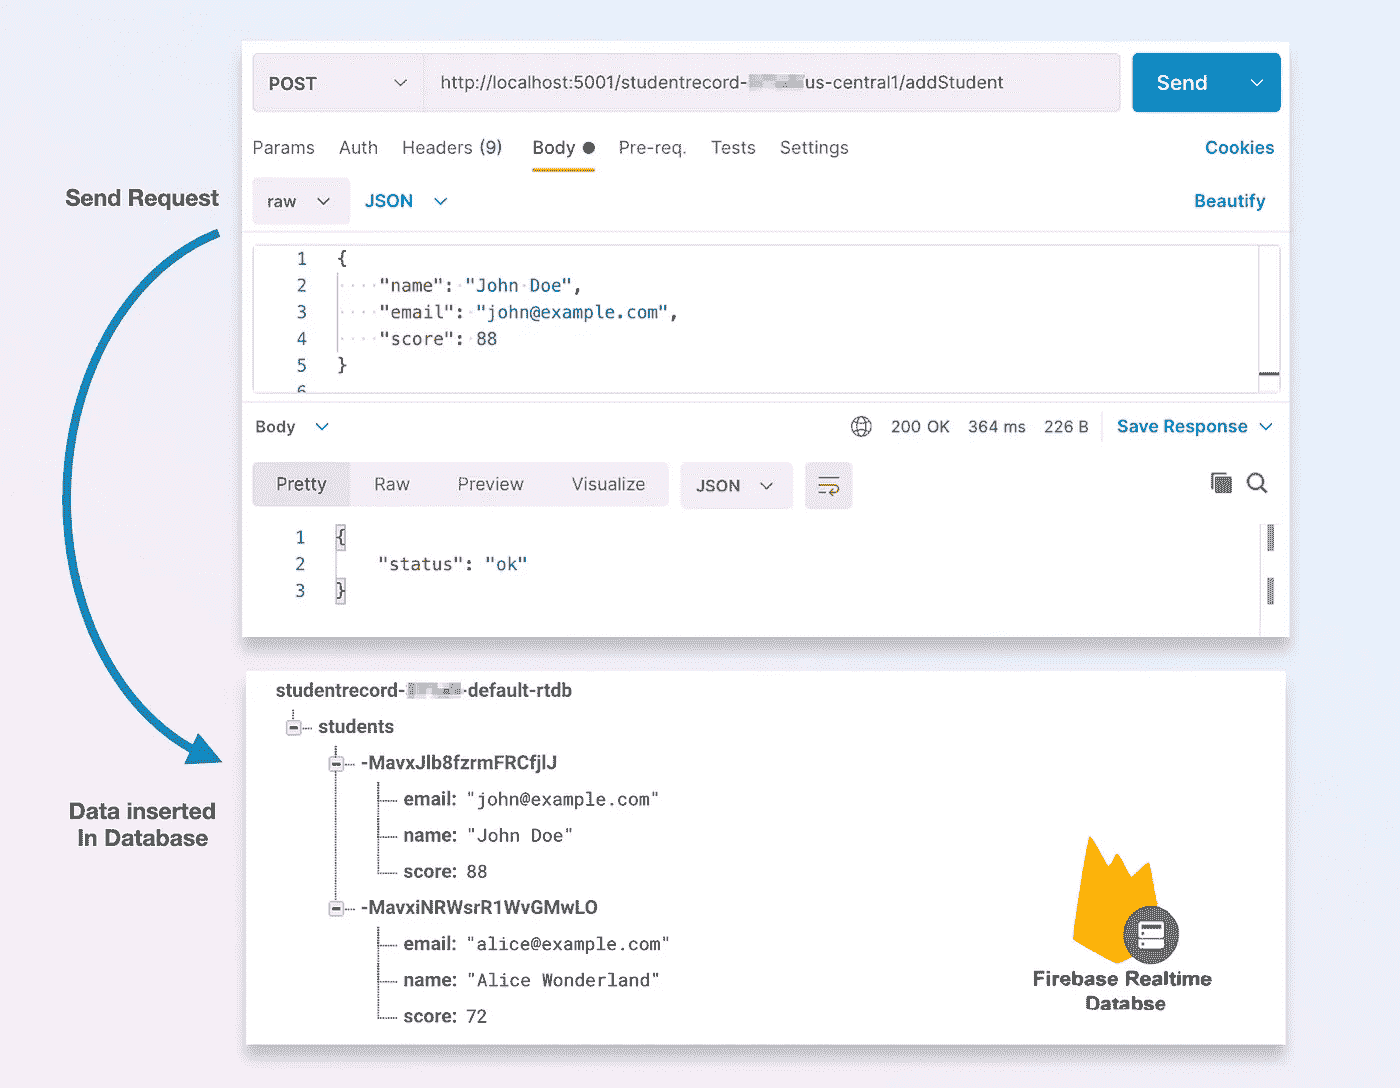 POST
http://localhost:5001/studentrecord-
us-central1/addStudent
Send
Params Auth Headers (9) Body Pre-req. Tests Settings Cookies
Send Request
raw JSON Beautify
1 {
2 "name": "John Doe",
3 "email": "john@example.com",
4 "score": 88
5 }
6
Body 200 OK 364 ms 226 B Save Response
Pretty Raw Preview Visualize JSON
1 {
2 "status": "ok"
3 }
studentrecord- -default-rtdb
students
-MavxJlb8fzrmFRCfjlJ
email: "john@example.com"
name: "John Doe"
score: 88
-MavxiNRWsrR1WvGMwLO
email: "alice@example.com"
name: "Alice Wonderland"
score: 72
Data inserted
In Database
Firebase Realtime
Databse